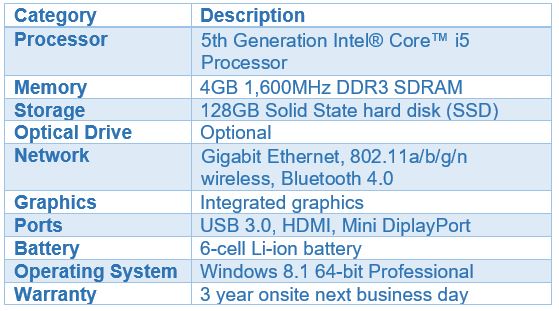 Category Description
Processor 5th Generation Intel® Core™ i5
Processor
Memory 4GB 1,600MHz DDR3 SDRAM
Storage 128GB Solid State hard disk (SSD)
Optical Drive Optional
Network Gigabit Ethernet, 802.11a/b/g/n
wireless, Bluetooth 4.0
Graphics Integrated graphics
Ports USB 3.0, HDMI, Mini DiplayPort
Battery 6-cell Li-ion battery
Operating System Windows 8.1 64-bit Professional
Warranty 3 year onsite next business day